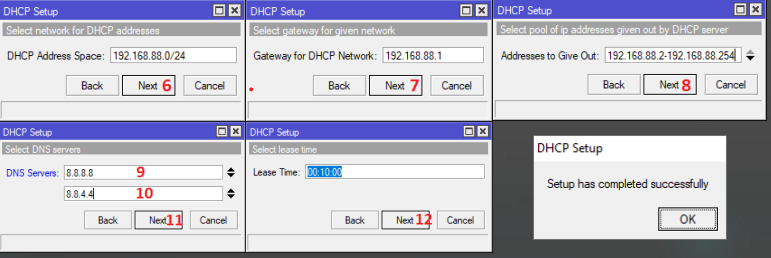 DHCP Setup
Select network for DHCP addresses
DHCP Address Space: 192.168.88.0/24
Back Next 6 Cancel
DHCP Setup
Select gateway for given network
Gateway for DHCP Network: 192.168.88.1
Back Next 7 Cancel
DHCP Setup
Select pool of ip addresses given out by DHCP server
Addresses to Give Out: 192.168.88.2-192.168.88.254
Back Next 8 Cancel
DHCP Setup
Select DNS servers
DNS Servers: 8.8.8.8 9
8.8.4.4 10
Back Next 11 Cancel
DHCP Setup
Select lease time
Lease Time: 00:10:00
Back Next 12 Cancel
DHCP Setup
Setup has completed successfully
OK